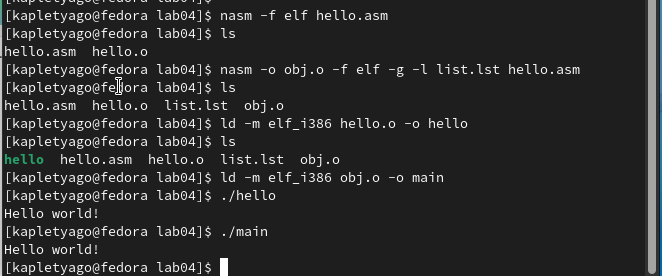 [kapletyago@fedora lab04]$ nasm -f elf hello.asm
[kapletyago@fedora lab04]$ ls
hello.asm  hello.o
[kapletyago@fedora lab04]$ nasm -o obj.o -f elf -g -l list.lst hello.asm
[kapletyago@fedora lab04]$ ls
hello.asm  hello.o  list.lst  obj.o
[kapletyago@fedora lab04]$ ld -m elf_i386 hello.o -o hello
[kapletyago@fedora lab04]$ ls
hello  hello.asm  hello.o  list.lst  obj.o
[kapletyago@fedora lab04]$ ld -m elf_i386 obj.o -o main
[kapletyago@fedora lab04]$ ./hello
Hello world!
[kapletyago@fedora lab04]$ ./main
Hello world!
[kapletyago@fedora lab04]$